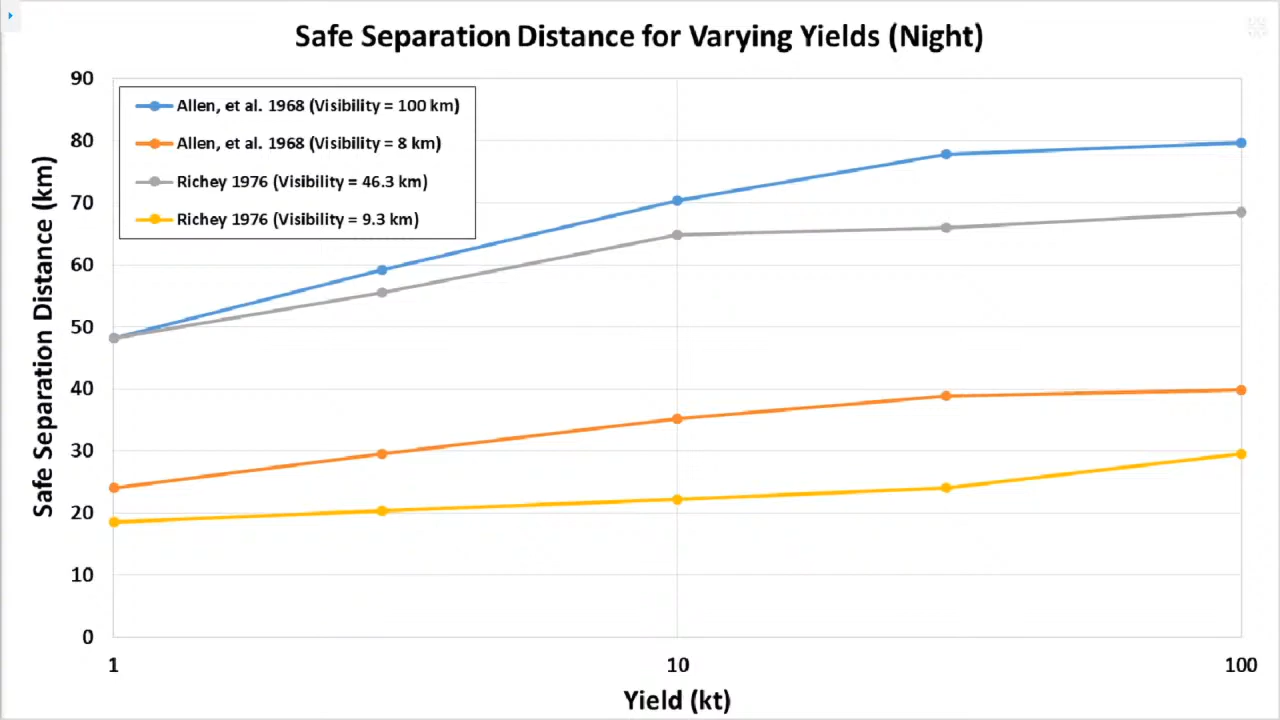 Safe Separation Distance for Varying Yields (Night)
Safe Separation Distance (km)
90
80
70
60
50
40
30
20
10
0
Allen, et al. 1968 (Visibility = 100 km)
Allen, et al. 1968 (Visibility = 8 km)
Richey 1976 (Visibility = 46.3 km)
Richey 1976 (Visibility = 9.3 km)
1
10
100
Yield (kt)